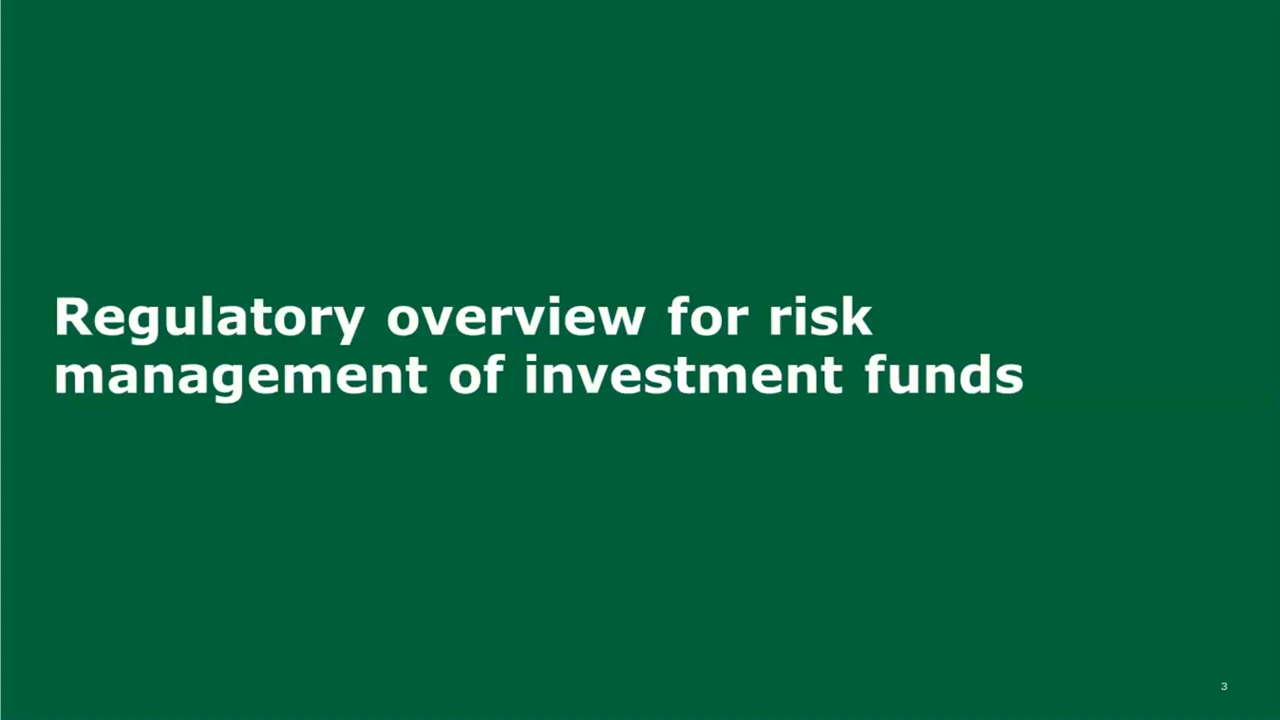 Regulatory overview for risk
management of investment funds
3